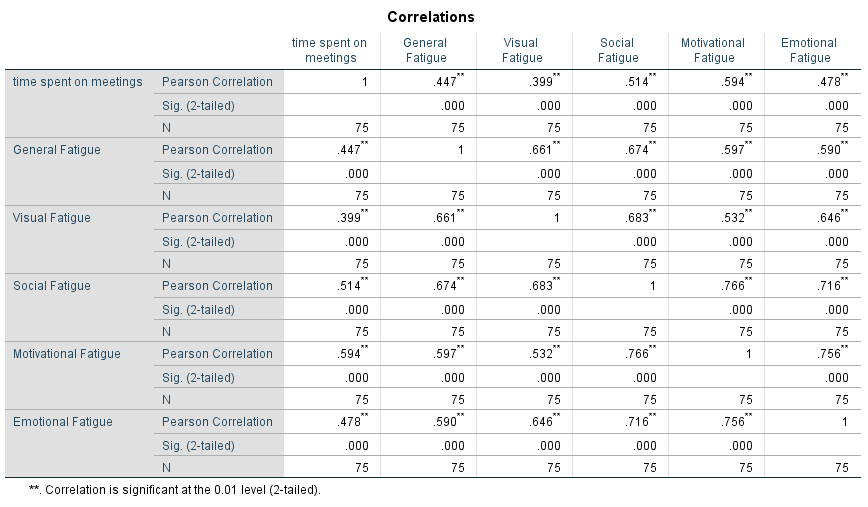 Correlations
time spent on meetings General Fatigue Visual Fatigue Social Fatigue Motivational Fatigue Emotional Fatigue
time spent on meetings Pearson Correlation 1 .447** .399** .514** .594** .478**
Sig. (2-tailed) .000 .000 .000 .000 .000
N 75 75 75 75 75 75
General Fatigue Pearson Correlation .447** 1 .661** .674** .597** .590**
Sig. (2-tailed) .000 .000 .000 .000 .000
N 75 75 75 75 75 75
Visual Fatigue Pearson Correlation .399** .661** 1 .683** .532** .646**
Sig. (2-tailed) .000 .000 .000 .000 .000
N 75 75 75 75 75 75
Social Fatigue Pearson Correlation .514** .674** .683** 1 .766** .716**
Sig. (2-tailed) .000 .000 .000 .000 .000
N 75 75 75 75 75 75
Motivational Fatigue Pearson Correlation .594** .597** .532** .766** 1 .756**
Sig. (2-tailed) .000 .000 .000 .000 .000
N 75 75 75 75 75 75
Emotional Fatigue Pearson Correlation .478** .590** .646** .716** .756** 1
Sig. (2-tailed) .000 .000 .000 .000 .000
N 75 75 75 75 75 75
**. Correlation is significant at the 0.01 level (2-tailed).